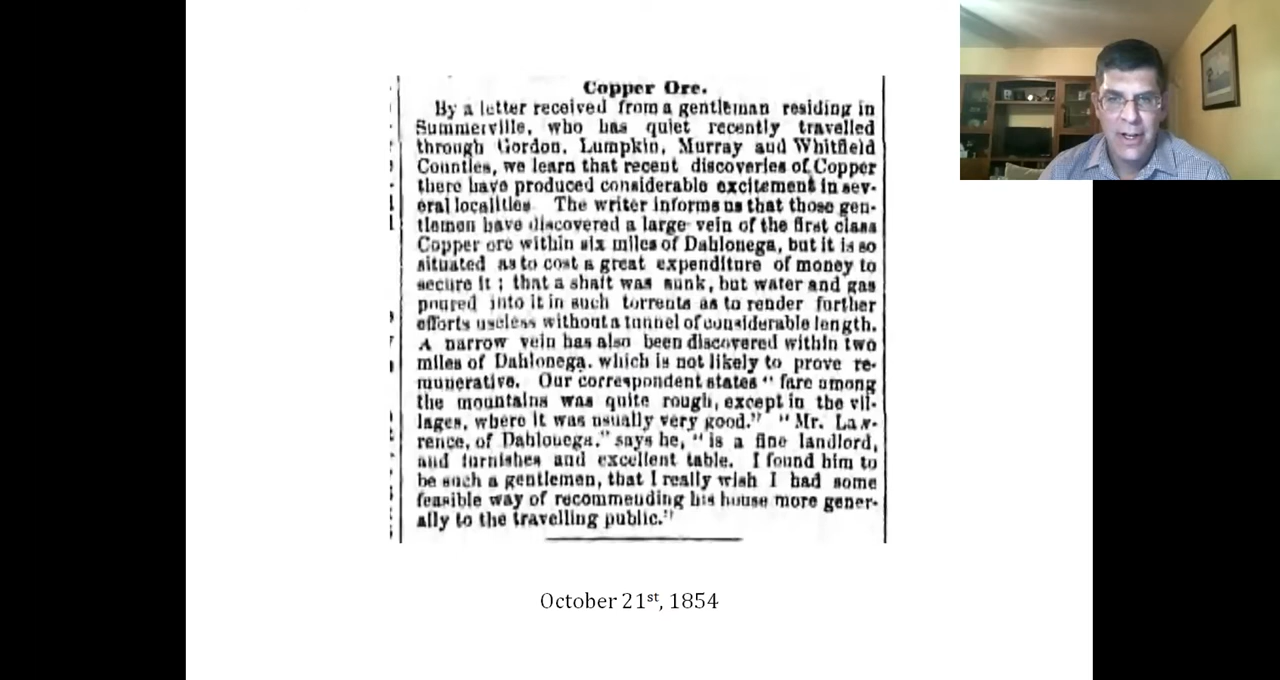 Copper Ore.
By a letter received from a gentleman residing in
Summerville, who has quiet recently travelled
through Gordon, Lumpkin, Murray and Whitfield
Counties, we learn that recent discoveries of Copper
there have produced considerable excitement in sev-
eral localities. The writer informs us that those gen-
tlemen have discovered a large vein of the first class
Copper ore within six miles of Dahlonega, but it is so
situated as to cost a great expenditure of money to
secure it; that a shaft was sunk, but water and gas
poured into it in such torrents as to render further
efforts useless without a tunnel of considerable length.
A narrow vein has also been discovered within two
miles of Dahlonega, which is not likely to prove re-
munerative. Our correspondent states "fare among
the mountains was quite rough, except in the vil-
lages, where it was usually very good." "Mr. Law-
rence, of Dahlonega," says he, "is a fine landlord,
and furnishes and excellent table. I found him to
be such a gentlemen, that I really wish I had some
feasible way of recommending his house more gener-
ally to the travelling public."
October 21st, 1854